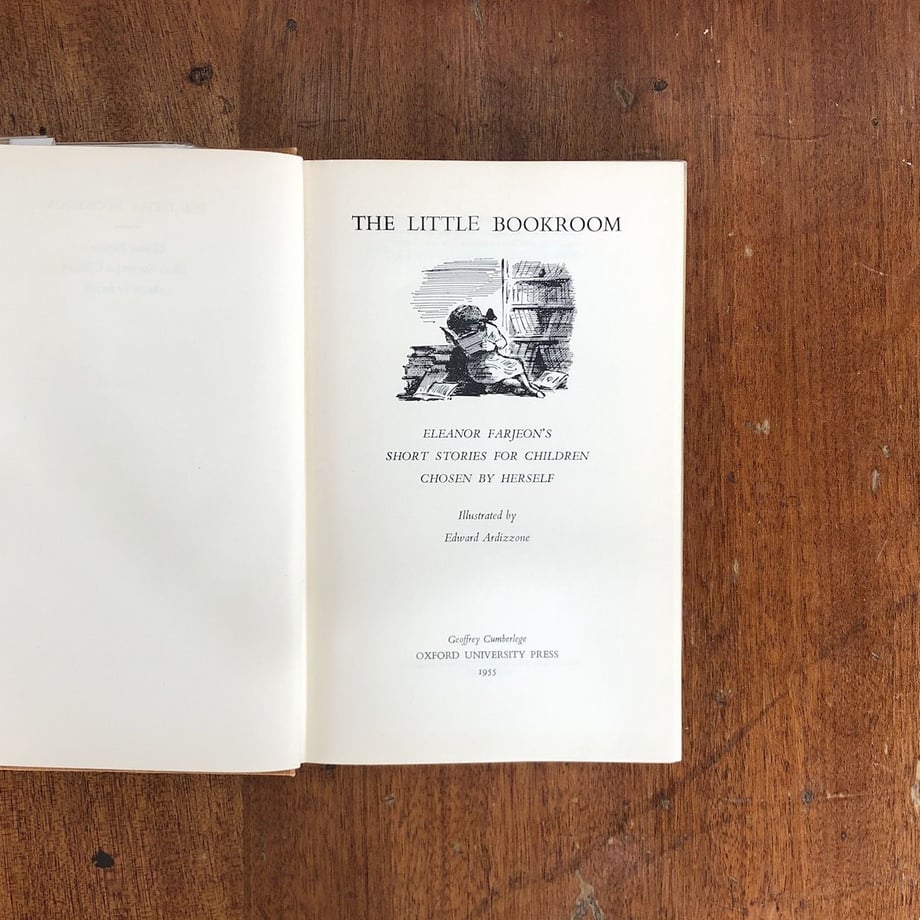 THE LITTLE BOOKROOM
ELEANOR FARJEON'S
SHORT STORIES FOR CHILDREN
CHOSEN BY HERSELF
Illustrated by
Edward Ardizzone
Geoffrey Cumberlege
OXFORD UNIVERSITY PRESS
1955